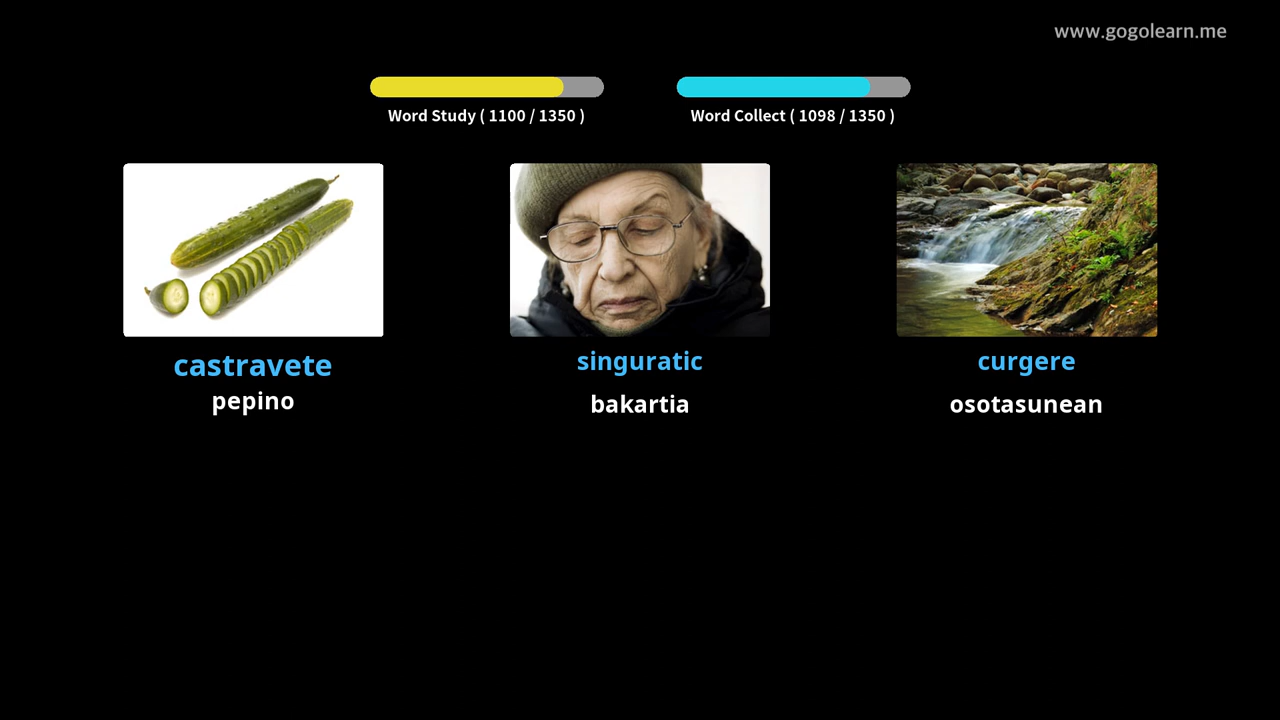 www.gogolearn.me
Word Study ( 1100 / 1350 )
Word Collect ( 1098 / 1350 )
castravete
pepino
singuratic
bakartia
curgere
osotasunean